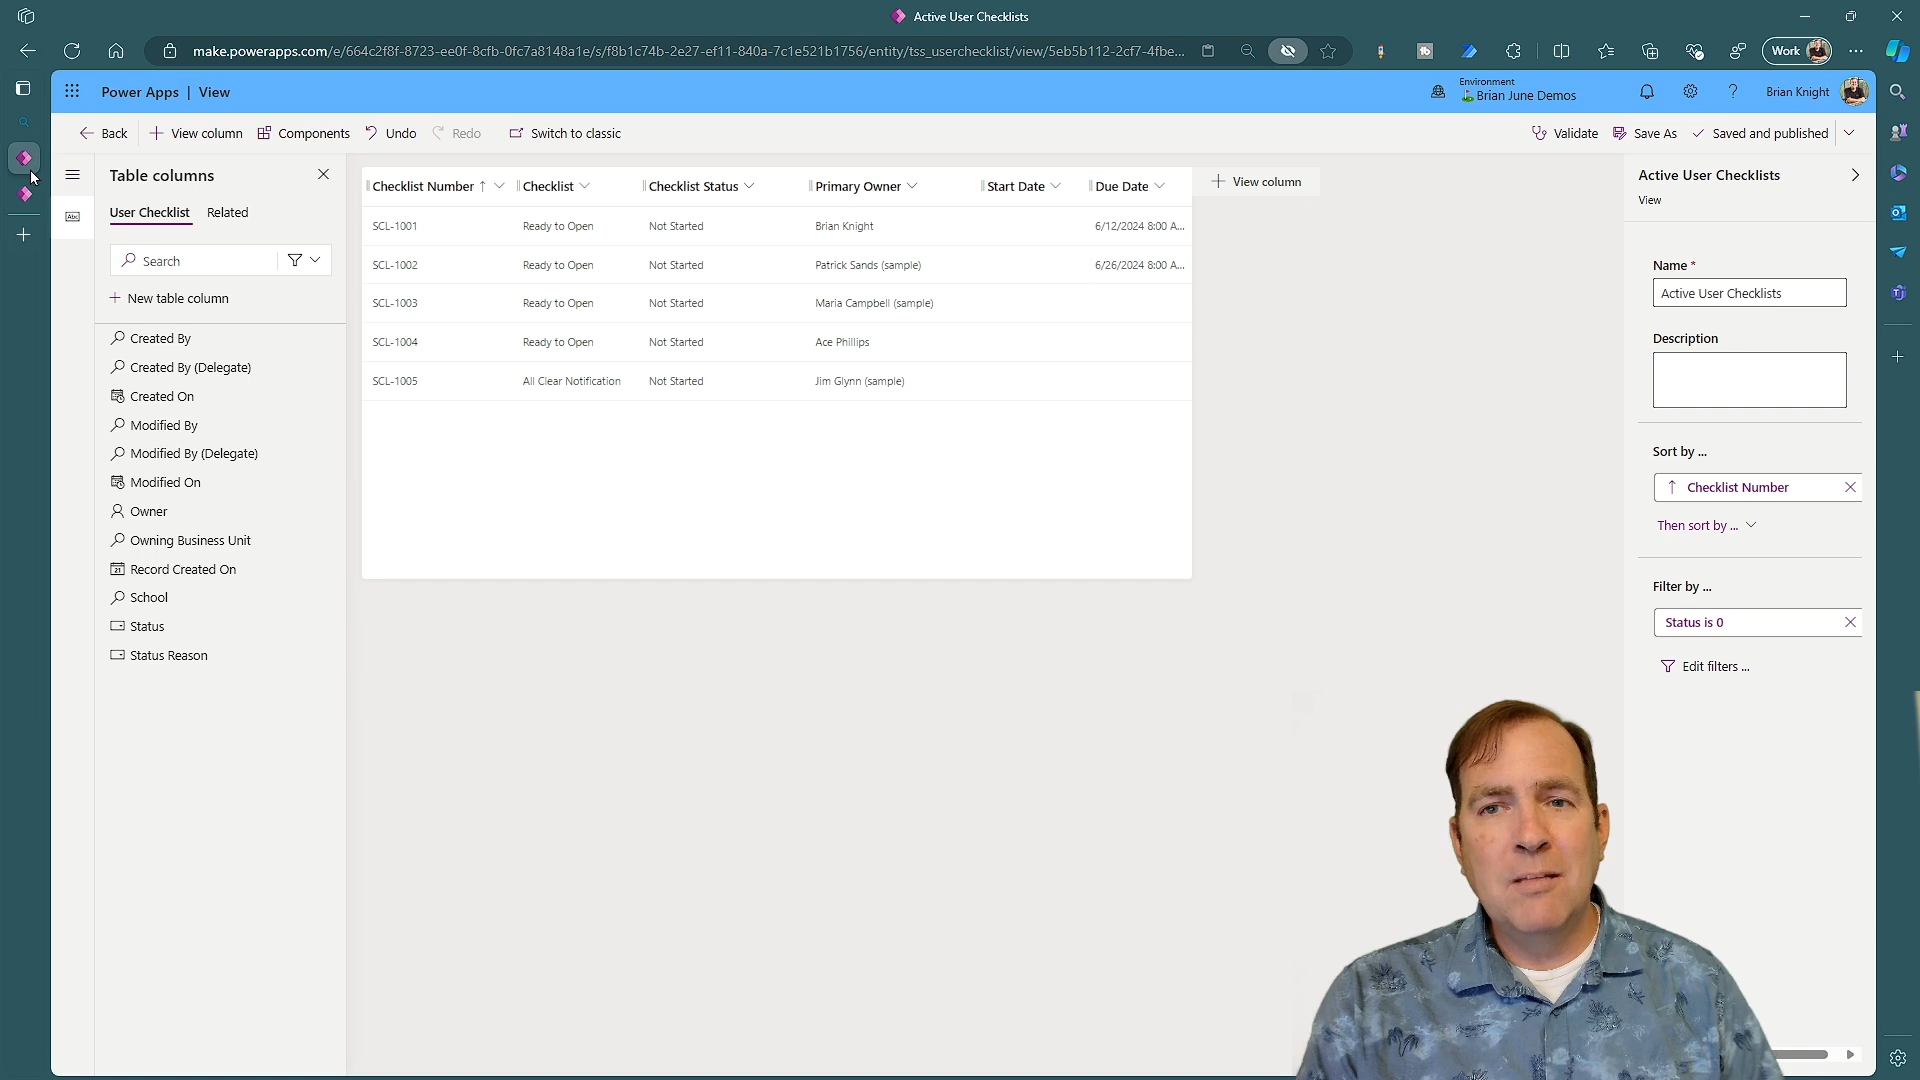 Active User Checklists
make.powerapps.com/e/664c2f8f-8723-ee0f-8cfb-0fc7a8148a1e/s/f8b1c74b-2e27-ef11-840a-7c1e521b1756/entity/tss_userchecklist/view/5eb5b112-2cf7-4fbe...
Work
Power Apps | View
Environment
Brian June Demos
Brian Knight
Back
View column
Components
Undo
Redo
Switch to classic
Validate
Save As
Saved and published
Table columns
User Checklist
Related
Search
New table column
Created By
Created By (Delegate)
Created On
Modified By
Modified By (Delegate)
Modified On
Owner
Owning Business Unit
Record Created On
School
Status
Status Reason
Abc
Checklist Number Checklist Checklist Status Primary Owner Start Date Due Date
View column
SCL-1001 Ready to Open Not Started Brian Knight 6/12/2024 8:00 A...
SCL-1002 Ready to Open Not Started Patrick Sands (sample) 6/26/2024 8:00 A...
SCL-1003 Ready to Open Not Started Maria Campbell (sample)
SCL-1004 Ready to Open Not Started Ace Phillips
SCL-1005 All Clear Notification Not Started Jim Glynn (sample)
Active User Checklists
View
Name *
Active User Checklists
Description
Sort by ...
Checklist Number
Then sort by ...
Filter by ...
Status is 0
Edit filters ...